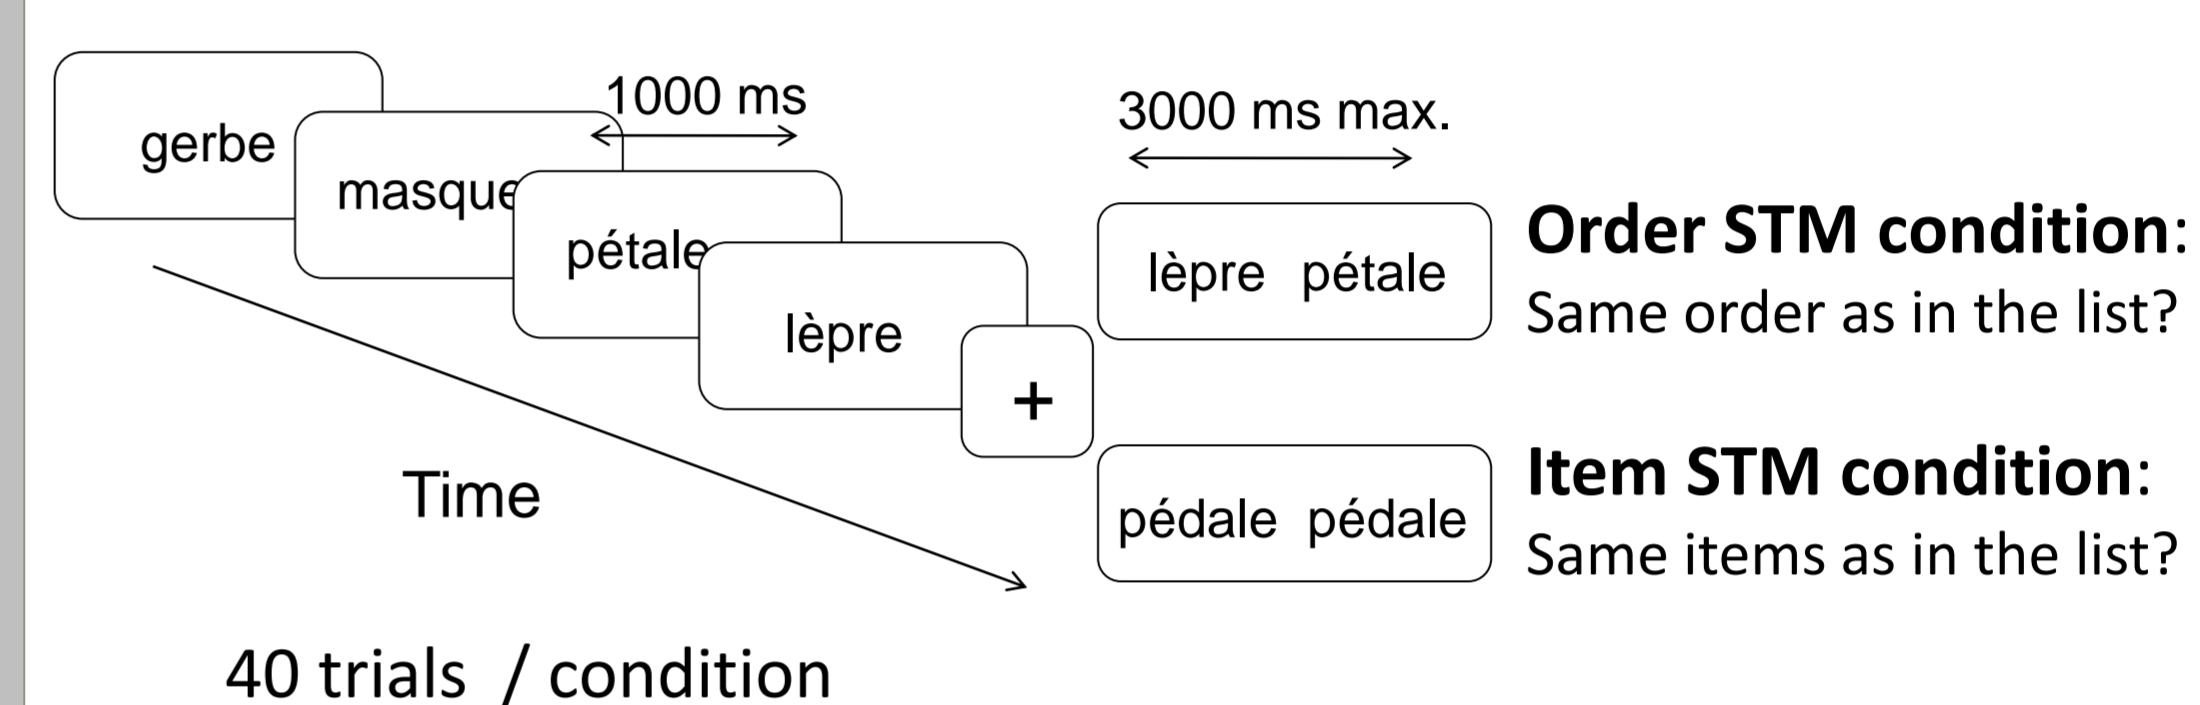 gerbe
masque
pétale
lèpre
+
1000 ms
3000 ms max.
lèpre pétale
Order STM condition:
Same order as in the list?
pédale pédale
Item STM condition:
Same items as in the list?
Time
40 trials / condition